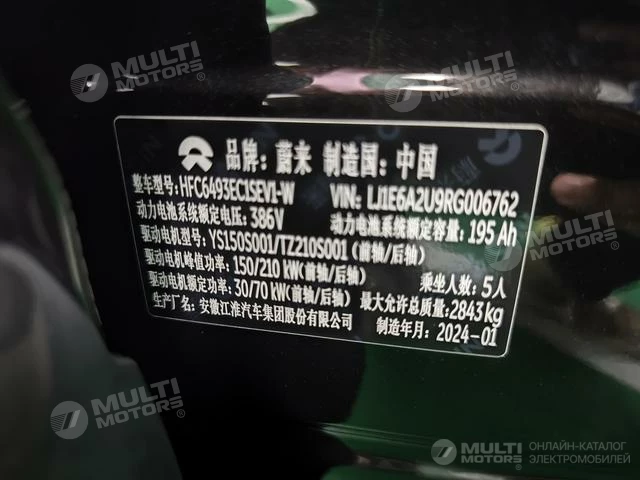 MULTI MOTORS
MULTI MOTORS
品牌：蔚来 制造国：中国
整车型号：HFC6493EC1SEV1-W VIN: LJ1E6A2U9RG006762
动力电池系统额定电压：386V 动力电池系统额定容量：195 Ah
驱动电机型号：YS150S001/TZ210S001 (前轴/后轴)
驱动电机峰值功率：150/210 kW(前轴/后轴) 乘坐人数：5人
驱动电机额定功率：30/70 kW(前轴/后轴) 最大允许总质量：2843kg
生产厂名：安徽江淮汽车集团股份有限公司 制造年月：2024-01
MULTI MOTORS
MULTI MOTORS ОНЛАЙН-КАТАЛОГ ЭЛЕКТРОМОБИЛЕЙ